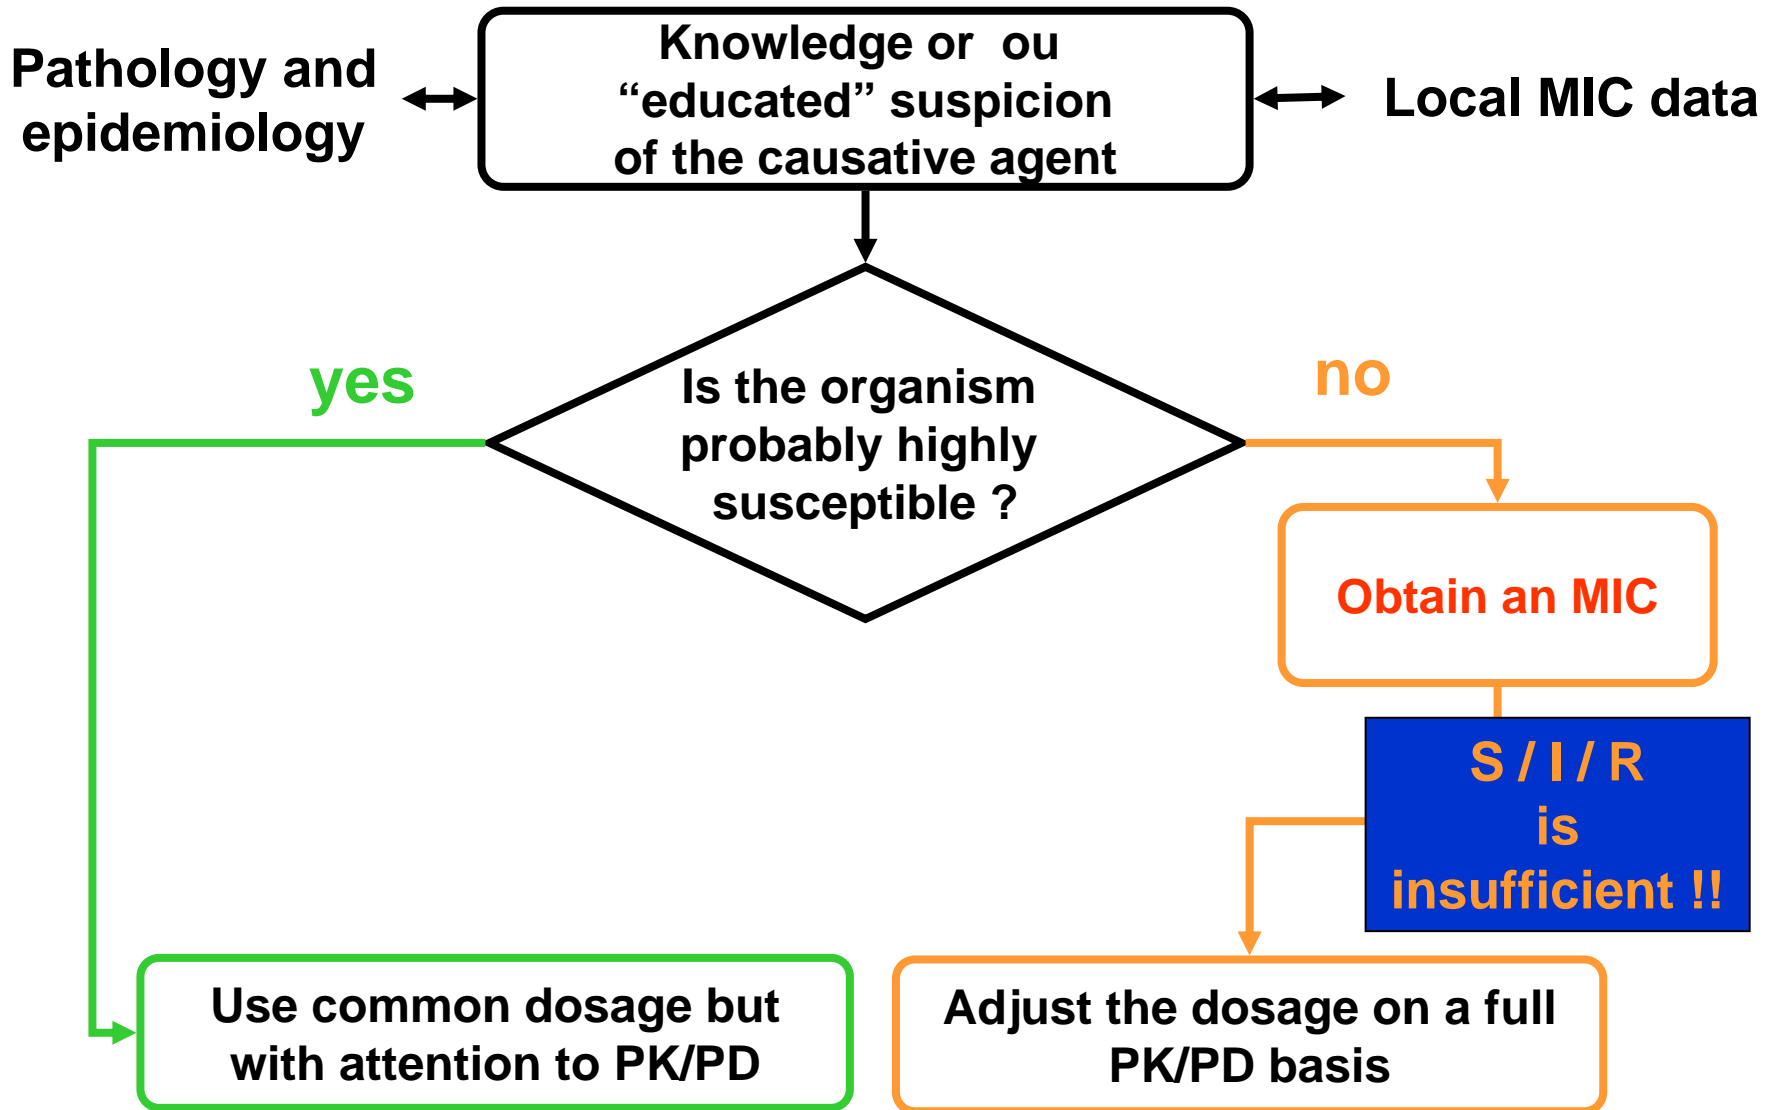 Pathology and
epidemiology
Knowledge or ou
“educated” suspicion
of the causative agent
Local MIC data
yes
Is the organism
probably highly
susceptible ?
no
Obtain an MIC
S / I / R
is
insufficient !!
Use common dosage but
with attention to PK/PD
Adjust the dosage on a full
PK/PD basis